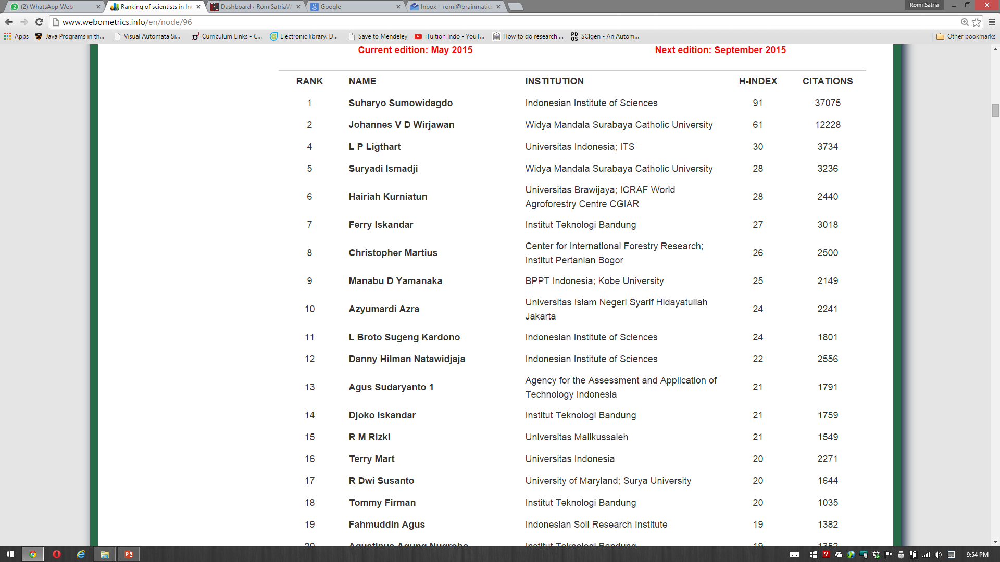 (2) WhatsApp Web
Ranking of scientists in In
Dashboard ‹ RomiSatriaW
Google
Inbox – romi@brainmatic
Romi Satria
www.webometrics.info/en/node/96
Apps
Java Programs in th...
Visual Automata Si...
Curriculum Links - C...
Electronic library. D...
Save to Mendeley
iTuition Indo - YouT...
How to do research ...
SCIgen - An Autom...
Other bookmarks
Current edition: May 2015 Next edition: September 2015
RANK NAME INSTITUTION H-INDEX CITATIONS
1 Suharyo Sumowidagdo Indonesian Institute of Sciences 91 37075
2 Johannes V D Wirjawan Widya Mandala Surabaya Catholic University 61 12228
4 L P Ligthart Universitas Indonesia; ITS 30 3734
5 Suryadi Ismadji Widya Mandala Surabaya Catholic University 28 3236
6 Hairiah Kurniatun Universitas Brawijaya; ICRAF World
Agroforestry Centre CGIAR 28 2440
7 Ferry Iskandar Institut Teknologi Bandung 27 3018
8 Christopher Martius Center for International Forestry Research;
Institut Pertanian Bogor 26 2500
9 Manabu D Yamanaka BPPT Indonesia; Kobe University 25 2149
10 Azyumardi Azra Universitas Islam Negeri Syarif Hidayatullah
Jakarta 24 2241
11 L Broto Sugeng Kardono Indonesian Institute of Sciences 24 1801
12 Danny Hilman Natawidjaja Indonesian Institute of Sciences 22 2556
13 Agus Sudaryanto 1 Agency for the Assessment and Application of
Technology Indonesia 21 1791
14 Djoko Iskandar Institut Teknologi Bandung 21 1759
15 R M Rizki Universitas Malikussaleh 21 1549
16 Terry Mart Universitas Indonesia 20 2271
17 R Dwi Susanto University of Maryland; Surya University 20 1644
18 Tommy Firman Institut Teknologi Bandung 20 1035
19 Fahmuddin Agus Indonesian Soil Research Institute 19 1382
20 Agustinus Agung Nugroho Institut Teknologi Bandung 19 1352
9:54 PM